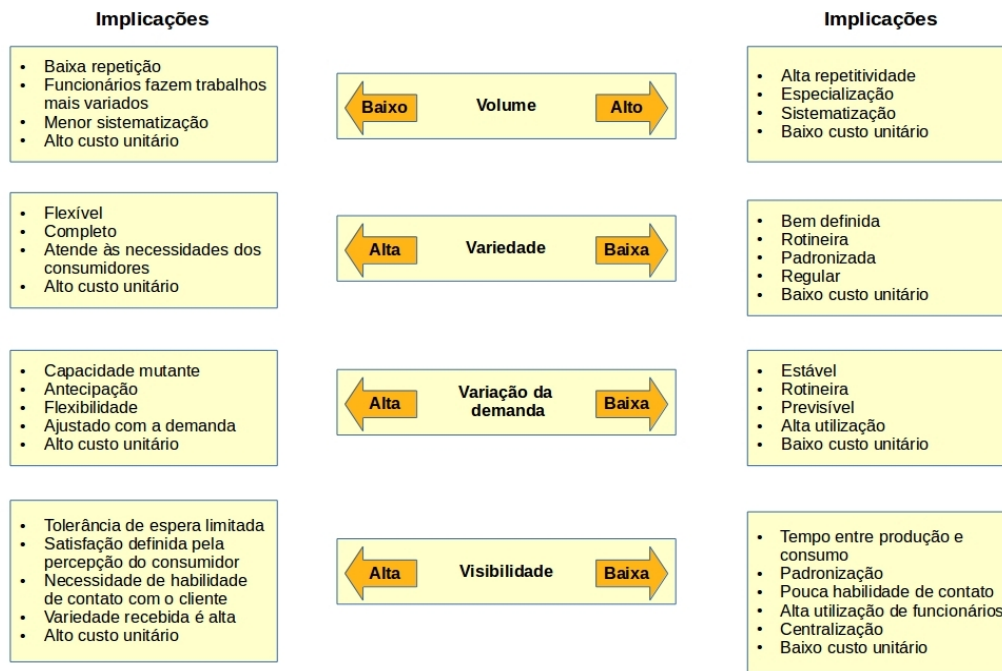 Implicações
Implicações
• Baixa repetição
• Funcionários fazem trabalhos
mais variados
• Menor sistematização
• Alto custo unitário
Baixo Volume Alto
• Alta repetitividade
• Especialização
• Sistematização
• Baixo custo unitário
• Flexível
• Completo
• Atende às necessidades dos
consumidores
• Alto custo unitário
Alta Variedade Baixa
• Bem definida
• Rotineira
• Padronizada
• Regular
• Baixo custo unitário
• Capacidade mutante
• Antecipação
• Flexibilidade
• Ajustado com a demanda
• Alto custo unitário
Alta Variação da Baixa
demanda
• Estável
• Rotineira
• Previsível
• Alta utilização
• Baixo custo unitário
• Tolerância de espera limitada
• Satisfação definida pela
percepção do consumidor
• Necessidade de habilidade
de contato com o cliente
• Variedade recebida é alta
• Alto custo unitário
Alta Visibilidade Baixa
• Tempo entre produção e
consumo
• Padronização
• Pouca habilidade de contato
• Alta utilização de funcionários
• Centralização
• Baixo custo unitário